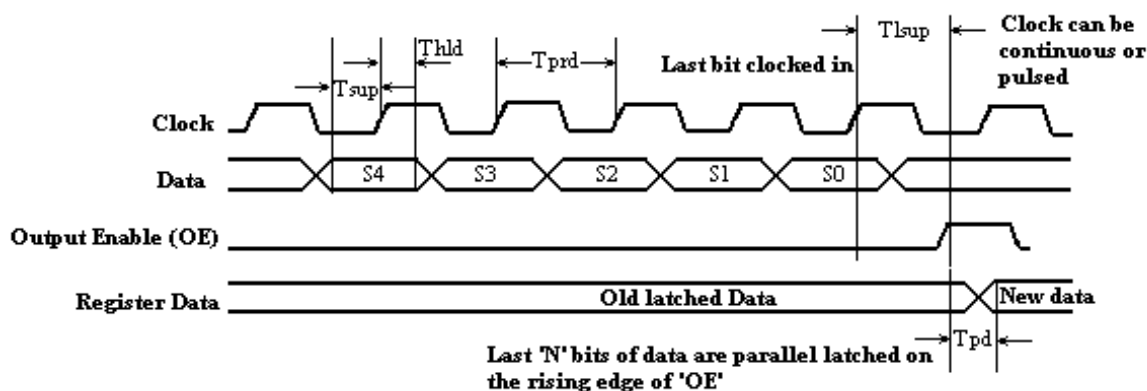 Tlsup
Clock can be
continuous or
pulsed
Thld
Tprd
Last bit clocked in
Tsup
Clock
Data
S4
S3
S2
S1
S0
Output Enable (OE)
Register Data
Old latched Data
New data
Tpd
Last 'N' bits of data are parallel latched on
the rising edge of 'OE'